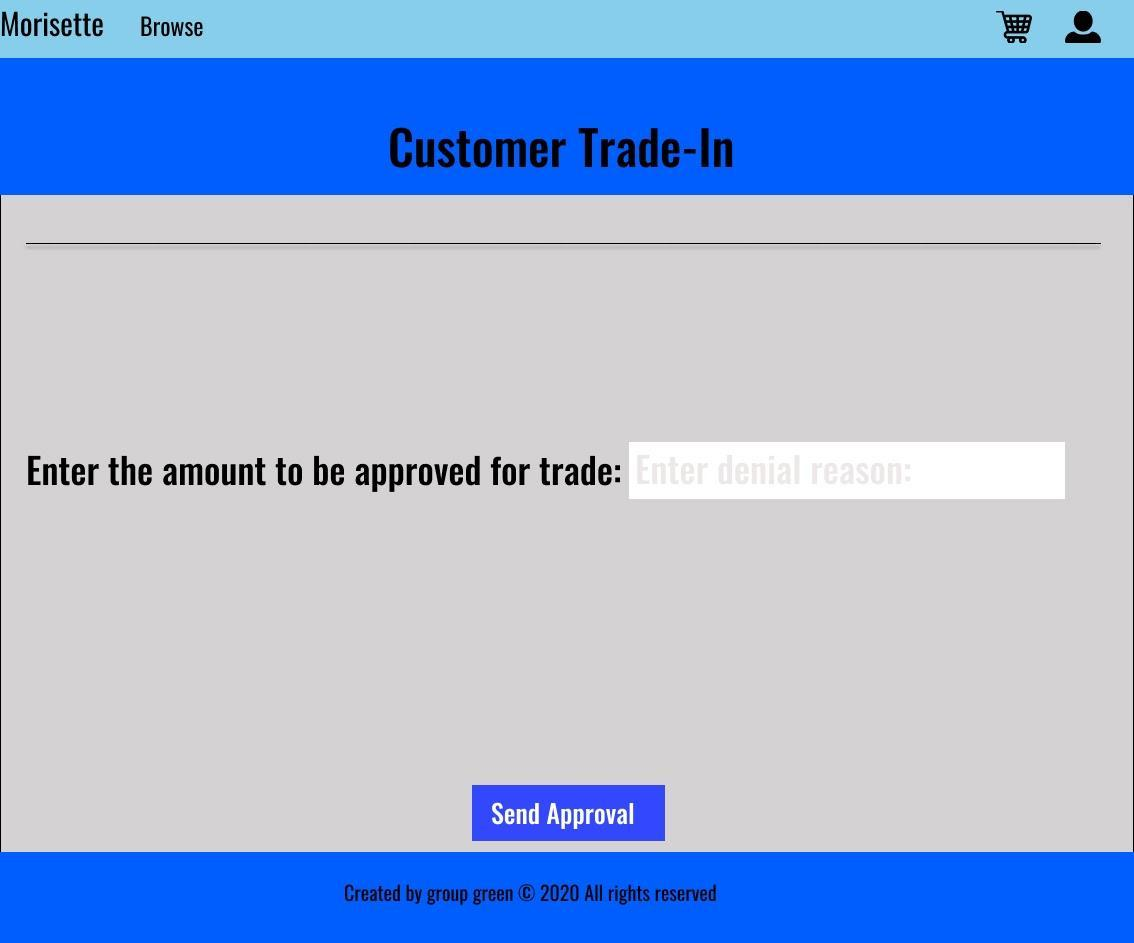 Morisette Browse
Customer Trade-In
Enter the amount to be approved for trade: Enter denial reason:
Send Approval
Created by group green © 2020 All rights reserved